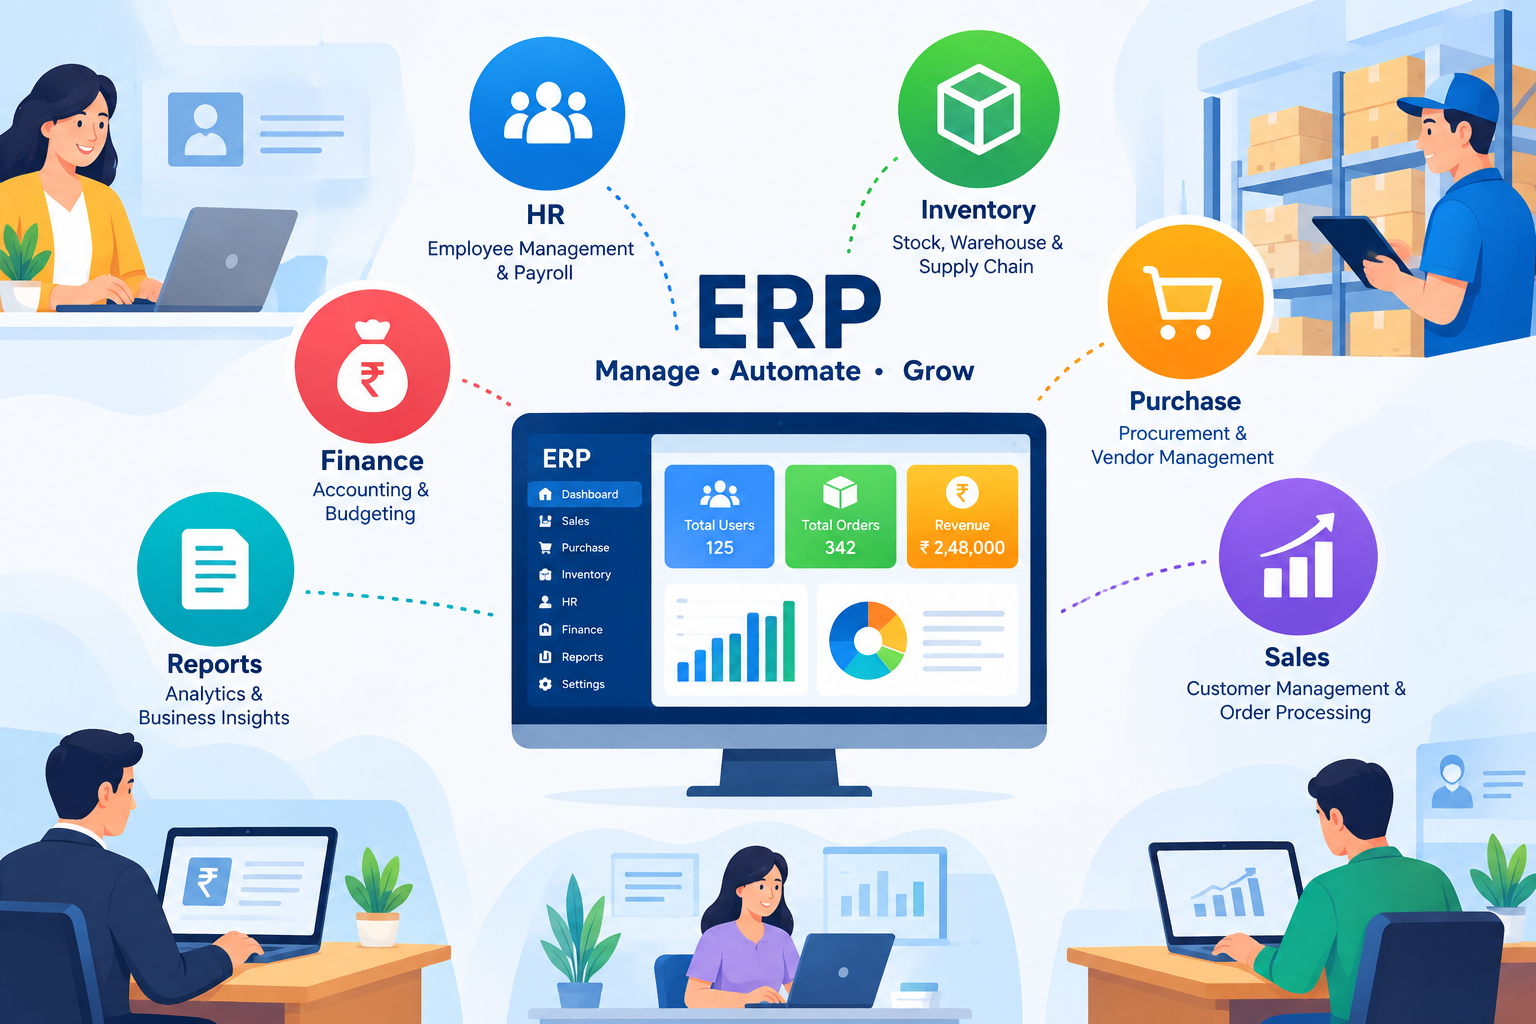 HR
Employee Management
& Payroll
Inventory
Stock, Warehouse &
Supply Chain
ERP
Manage • Automate • Grow
₹
Finance
Accounting &
Budgeting
Purchase
Procurement &
Vendor Management
Reports
Analytics &
Business Insights
Sales
Customer Management &
Order Processing
ERP
Dashboard
Sales
Purchase
Inventory
HR
Finance
Reports
Settings
Total Users
125
Total Orders
342
₹
Revenue
₹ 2,48,000
₹